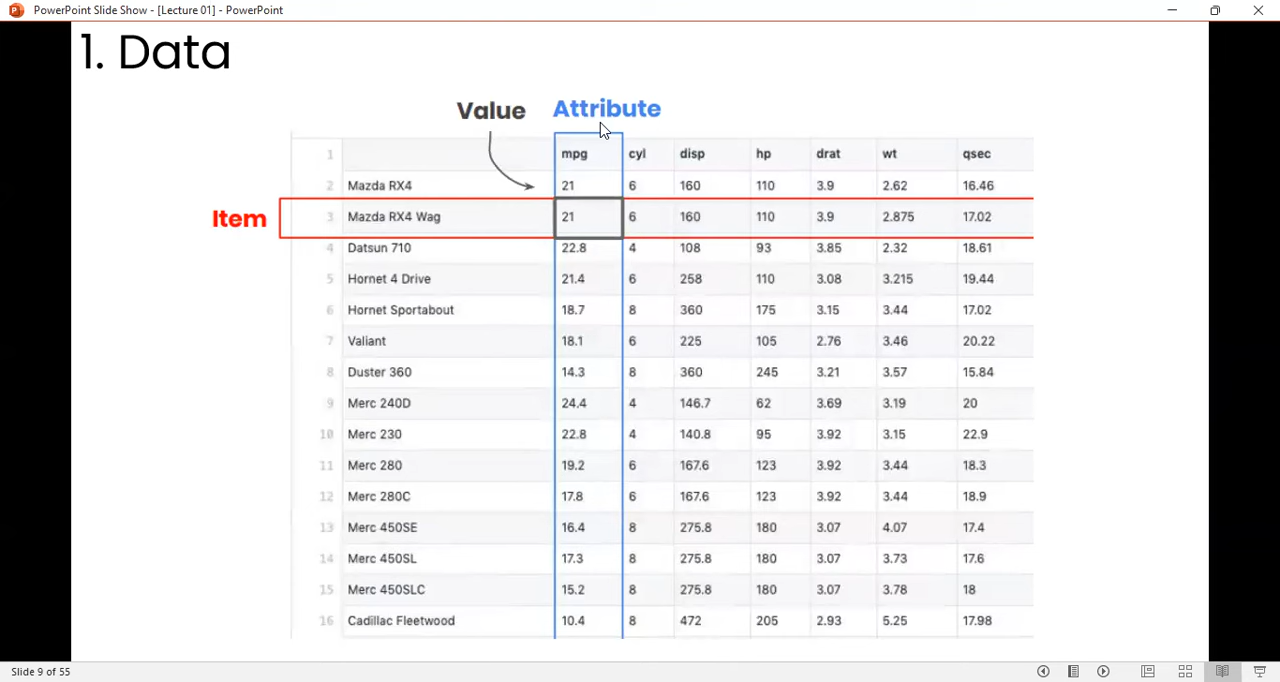 PowerPoint Slide Show - [Lecture 01] - PowerPoint
1. Data
Value Attribute
1 mpg cyl disp hp drat wt qsec
2 Mazda RX4 21 6 160 110 3.9 2.62 16.46
Item 3 Mazda RX4 Wag 21 6 160 110 3.9 2.875 17.02
4 Datsun 710 22.8 4 108 93 3.85 2.32 18.61
5 Hornet 4 Drive 21.4 6 258 110 3.08 3.215 19.44
6 Hornet Sportabout 18.7 8 360 175 3.15 3.44 17.02
7 Valiant 18.1 6 225 105 2.76 3.46 20.22
8 Duster 360 14.3 8 360 245 3.21 3.57 15.84
9 Merc 240D 24.4 4 146.7 62 3.69 3.19 20
10 Merc 230 22.8 4 140.8 95 3.92 3.15 22.9
11 Merc 280 19.2 6 167.6 123 3.92 3.44 18.3
12 Merc 280C 17.8 6 167.6 123 3.92 3.44 18.9
13 Merc 450SE 16.4 8 275.8 180 3.07 4.07 17.4
14 Merc 450SL 17.3 8 275.8 180 3.07 3.73 17.6
15 Merc 450SLC 15.2 8 275.8 180 3.07 3.78 18
16 Cadillac Fleetwood 10.4 8 472 205 2.93 5.25 17.98
Slide 9 of 55